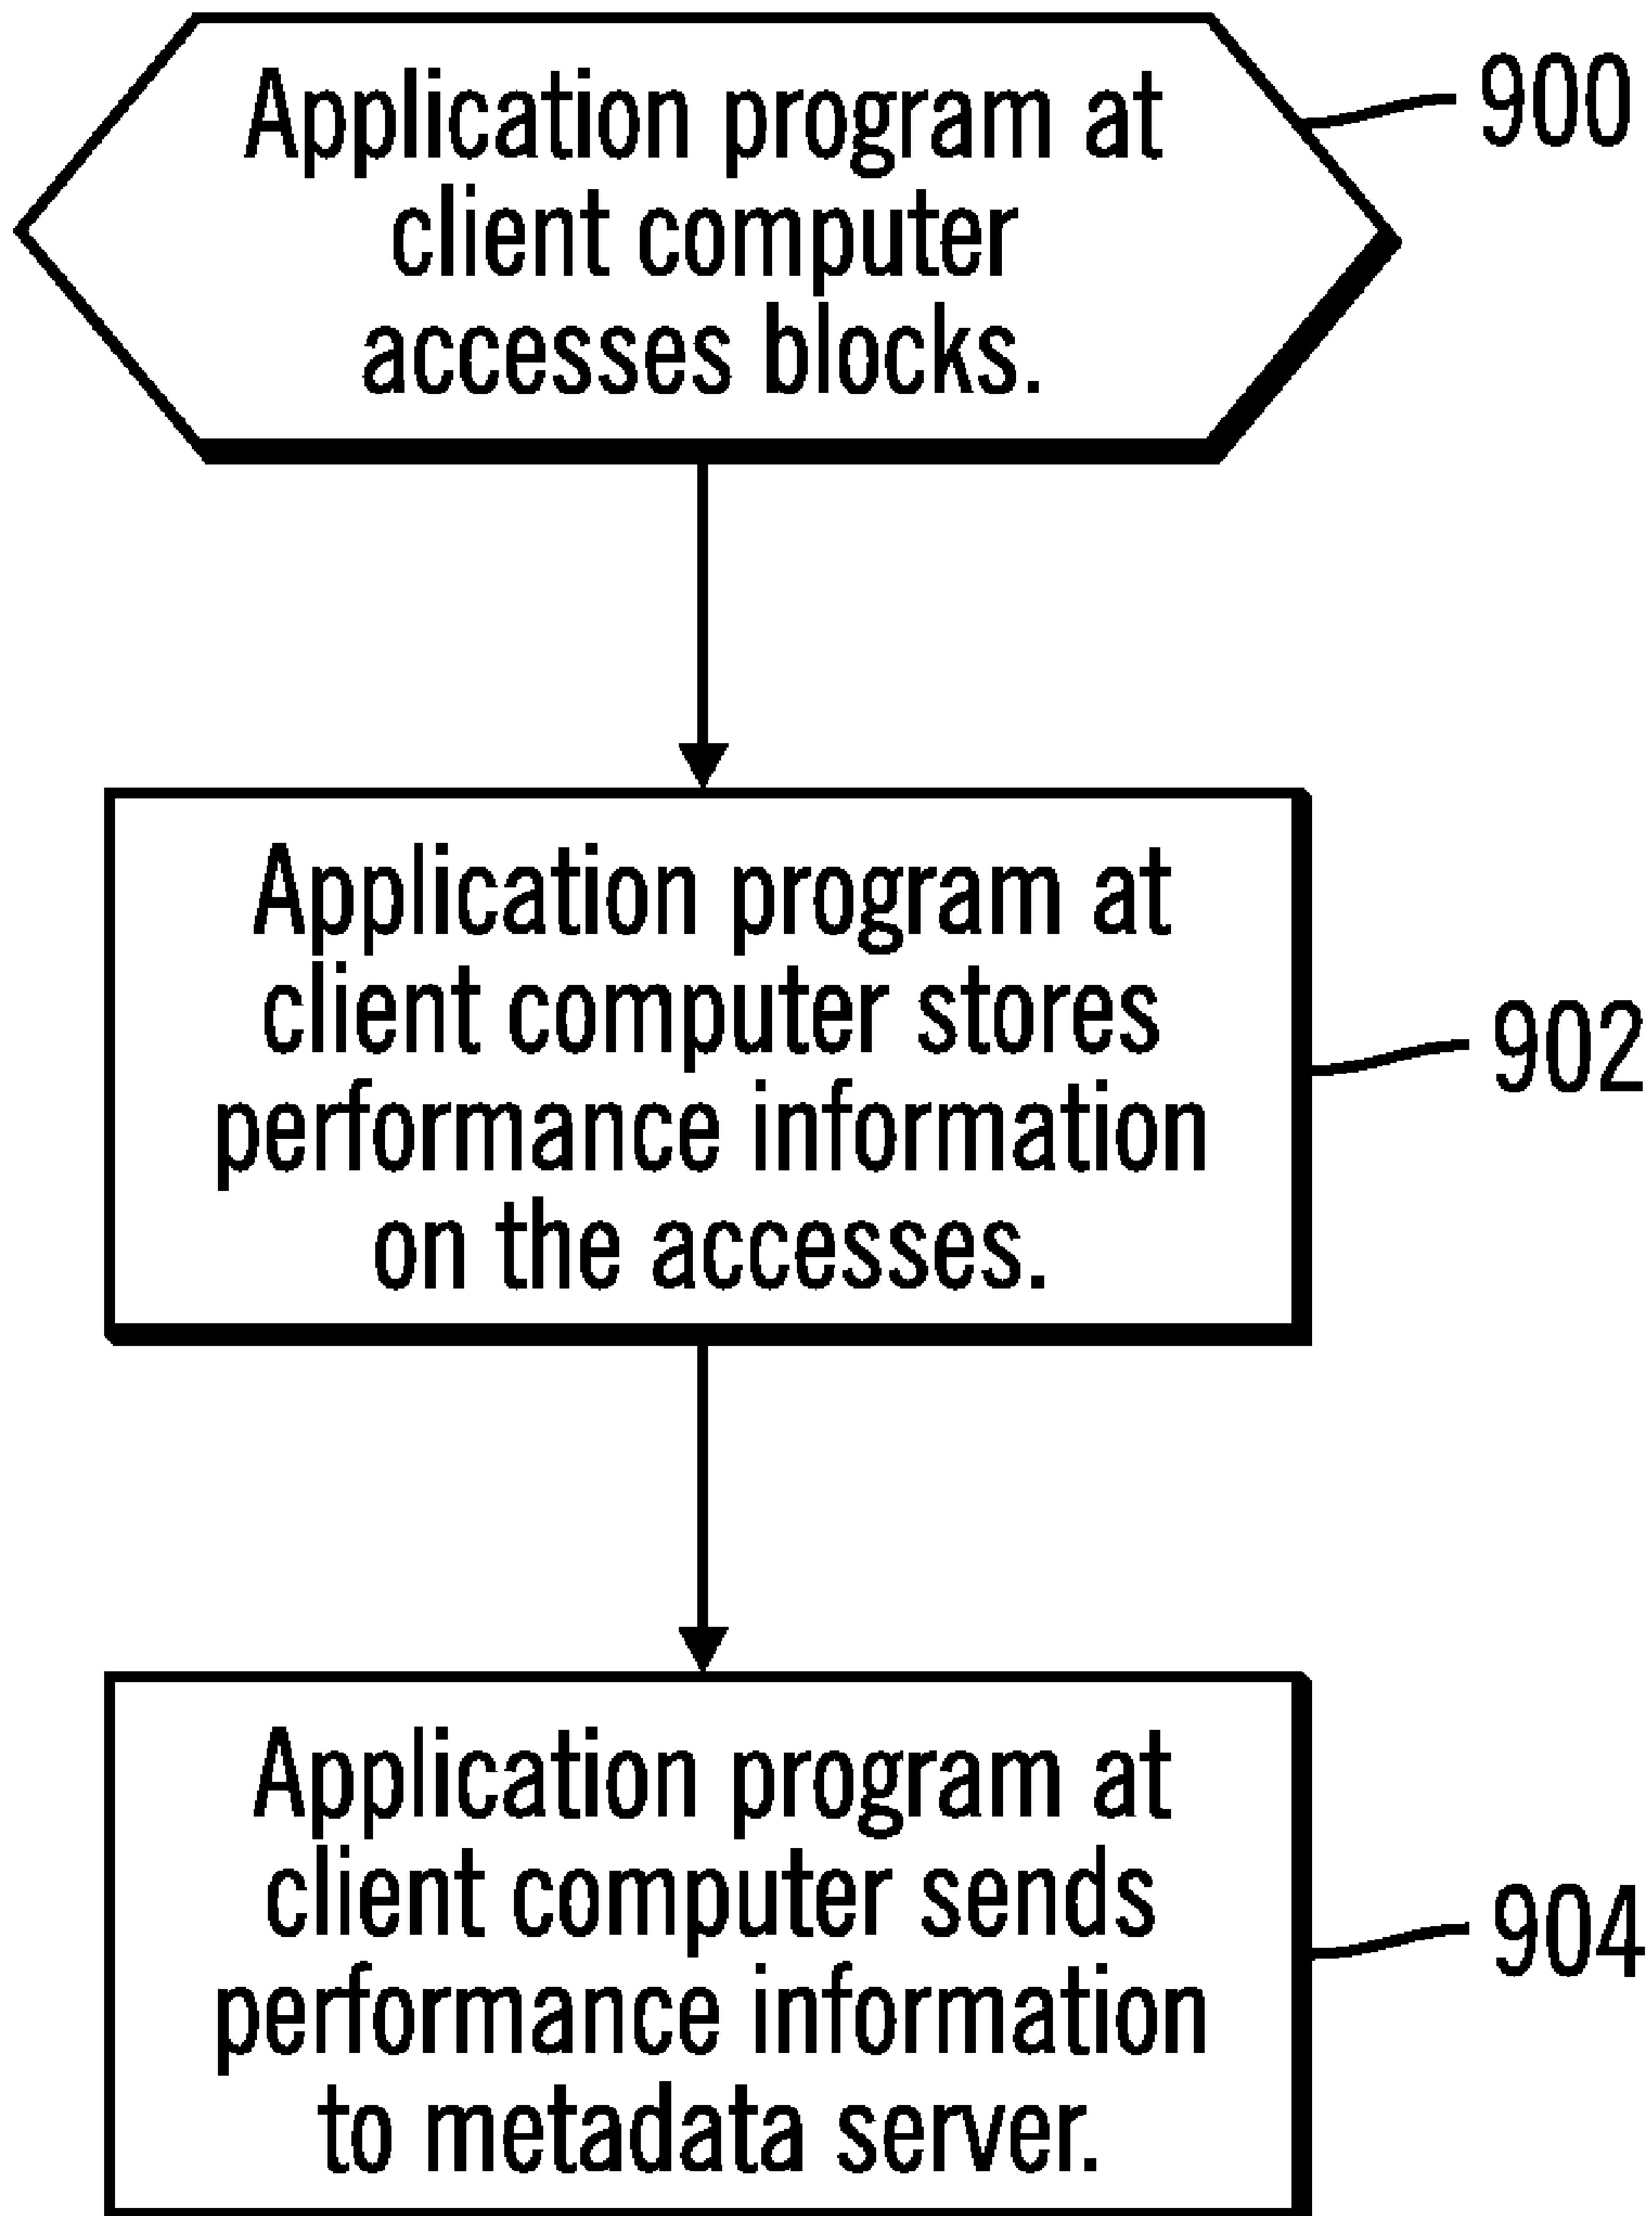 Application program at
client computer
accesses blocks.
900
Application program at
client computer stores
performance information
on the accesses.
902
Application program at
client computer sends
performance information
to metadata server.
904